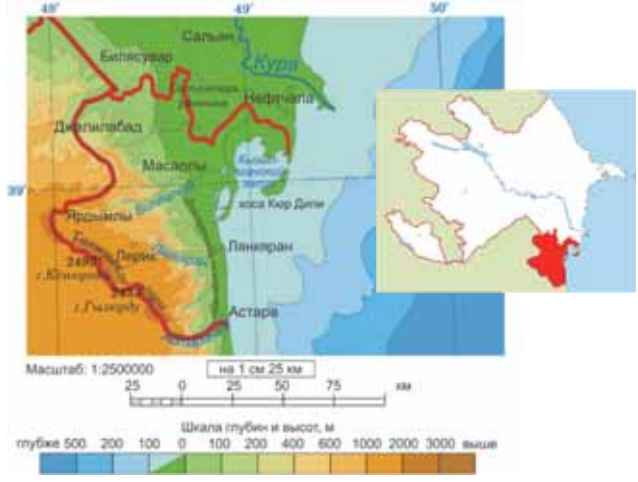 48° 49° 50°
Сальян
Билясувар
Кура
Нефтчала
Джалилабад
Масаллы
39°
коса Кюр Дили
Ярдымлы
Лерик
Лянкяран
Астара
Масштаб: 1:2500000 на 1 см 25 км
25 0 25 50 75 км
Шкала глубин и высот, м
глубже 500 200 100 0 100 200 400 600 1000 2000 3000 выше